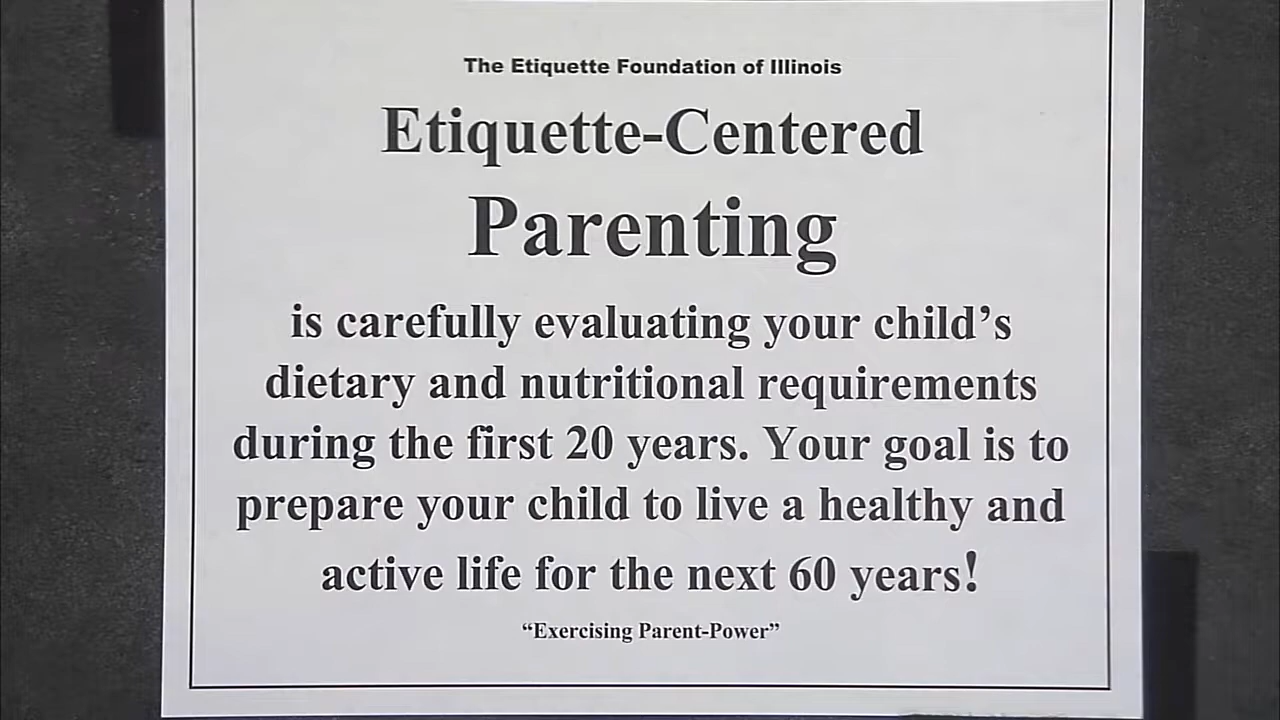 The Etiquette Foundation of Illinois
Etiquette-Centered
Parenting
is carefully evaluating your child’s
dietary and nutritional requirements
during the first 20 years. Your goal is to
prepare your child to live a healthy and
active life for the next 60 years!
“Exercising Parent-Power”